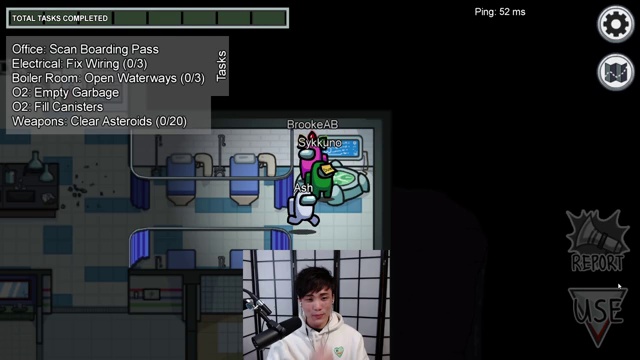 Ping: 52 ms
TOTAL TASKS COMPLETED
Office: Scan Boarding Pass
Electrical: Fix Wiring (0/3)
Boiler Room: Open Waterways (0/3)
O2: Empty Garbage
O2: Fill Canisters
Weapons: Clear Asteroids (0/20)
Tasks
BrookeAB
Sykkuno
Ash
REPORT
USE